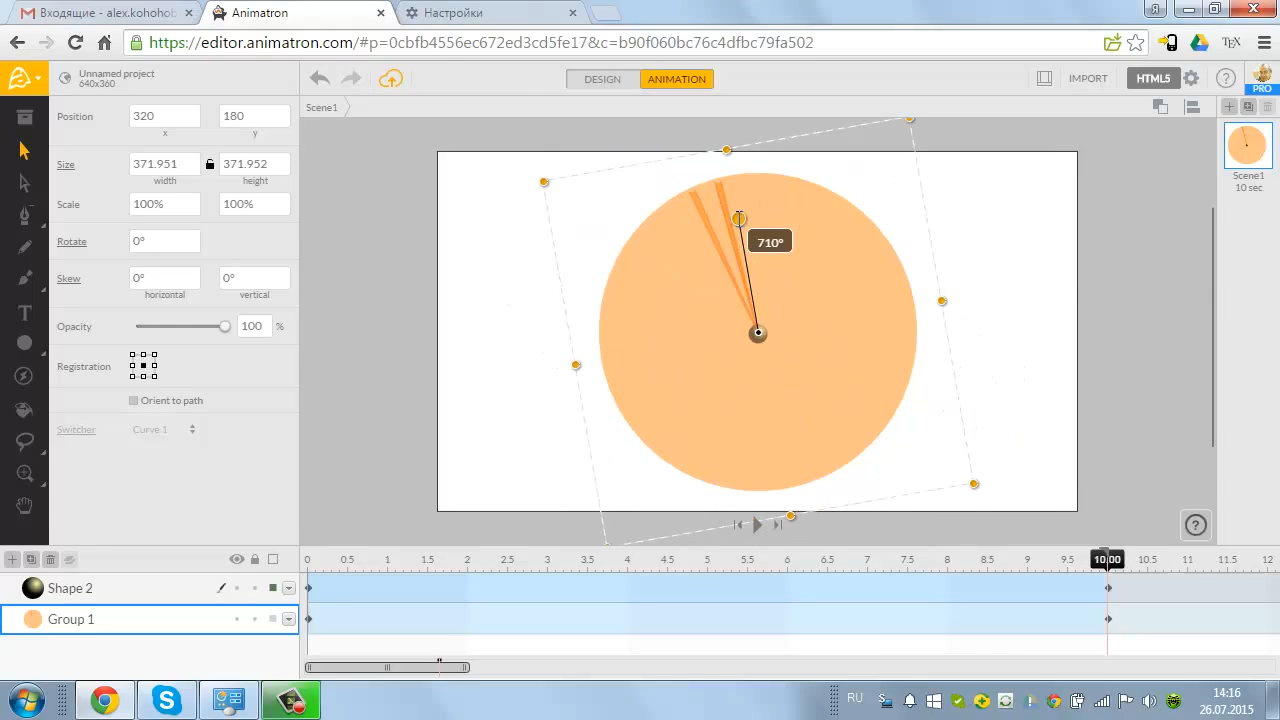 Входящие - alex.kohohob
Animatron
Настройки
https://editor.animatron.com/#p=0cbfb4556ec672ed3cd5fe17&c=b90f060bc76c4dfbc79fa502
TEX
Unnamed project
640x360
DESIGN
ANIMATION
IMPORT
HTML5
PRO
Position
320
180
x
y
Scene1
Size
371.951
371.952
width
height
Scale
100%
100%
Rotate
0°
Skew
0°
0°
horizontal
vertical
Opacity
100
%
Registration
Orient to path
Switcher
Curve 1
710°
Scene1
10 sec
T
?
?
0
0.5
1
1.5
2
2.5
3
3.5
4
4.5
5
5.5
6
6.5
7
7.5
8
8.5
9
9.5
10:00
10.5
11
11.5
12
Shape 2
Group 1
RU
14:16
26.07.2015